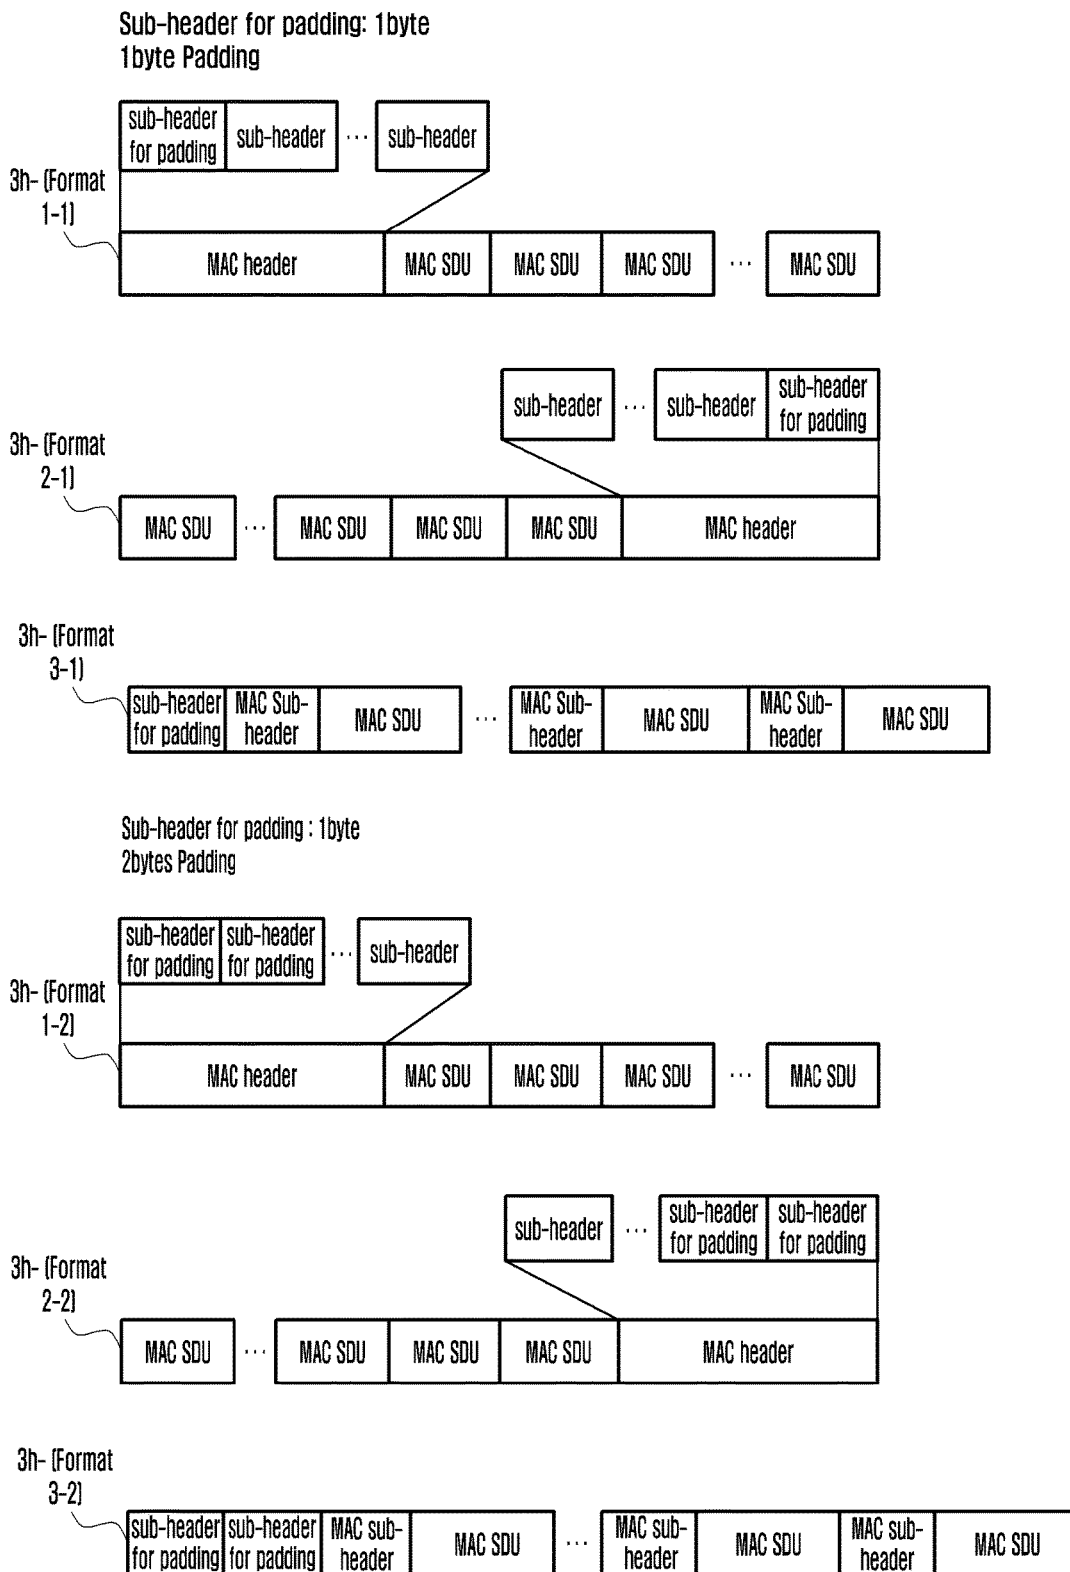 Sub-header for padding: 1byte
1byte Padding
sub-header
for padding
sub-header
...
sub-header
3h- (Format
1-1)
MAC header
MAC SDU
MAC SDU
MAC SDU
...
MAC SDU
sub-header
...
sub-header
sub-header
for padding
3h- (Format
2-1)
MAC SDU
...
MAC SDU
MAC SDU
MAC SDU
MAC header
3h- (Format
3-1)
sub-header
for padding
MAC Sub-
header
MAC SDU
...
MAC Sub-
header
MAC SDU
MAC Sub-
header
MAC SDU
Sub-header for padding : 1byte
2bytes Padding
sub-header
for padding
sub-header
for padding
...
sub-header
3h- (Format
1-2)
MAC header
MAC SDU
MAC SDU
MAC SDU
...
MAC SDU
sub-header
...
sub-header
for padding
sub-header
for padding
3h- (Format
2-2)
MAC SDU
...
MAC SDU
MAC SDU
MAC SDU
MAC header
3h- (Format
3-2)
sub-header
for padding
sub-header
for padding
MAC sub-
header
MAC SDU
...
MAC sub-
header
MAC SDU
MAC sub-
header
MAC SDU